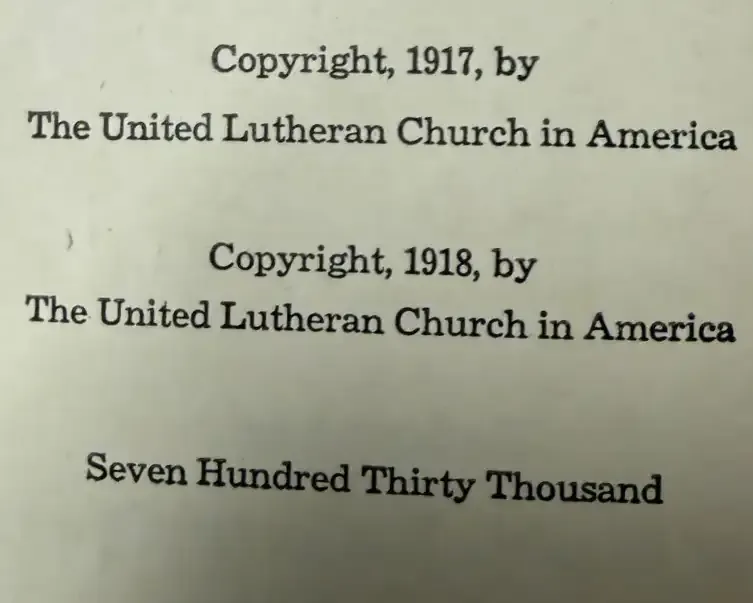 Copyright, 1917, by
The United Lutheran Church in America
Copyright, 1918, by
The United Lutheran Church in America
Seven Hundred Thirty Thousand